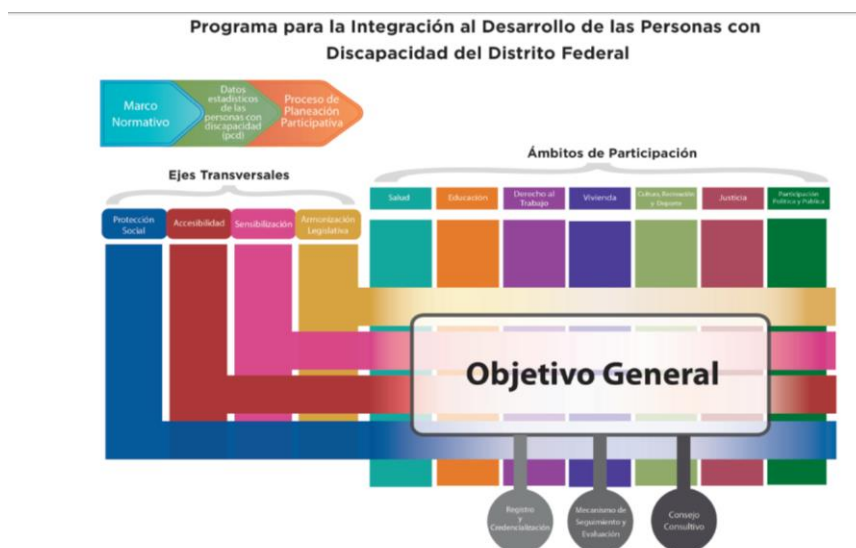 Programa para la Integración al Desarrollo de las Personas con
Discapacidad del Distrito Federal
Marco
Normativo
Datos
estadísticos
de las
personas con
discapacidad
(pcd)
Proceso de
Planeación
Participativa
Ejes Transversales
Protección
Social
Accesibilidad
Sensibilización
Armonización
Legislativa
Ámbitos de Participación
Salud
Educación
Derecho al
Trabajo
Vivienda
Cultura, Recreación
y Deporte
Justicia
Participación
Política y Pública
Objetivo General
Registro
y
Credencialización
Mecanismo de
Seguimiento y
Evaluación
Consejo
Consultivo